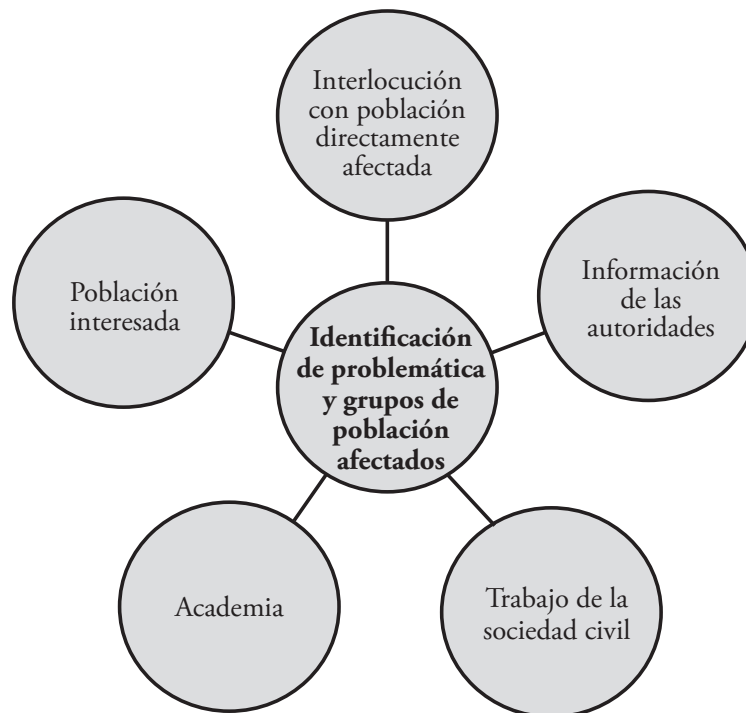 Interlocución
con población
directamente
afectada
Información
de las
autoridades
Población
interesada
Identificación
de problemática
y grupos de
población
afectados
Academia
Trabajo de la
sociedad civil